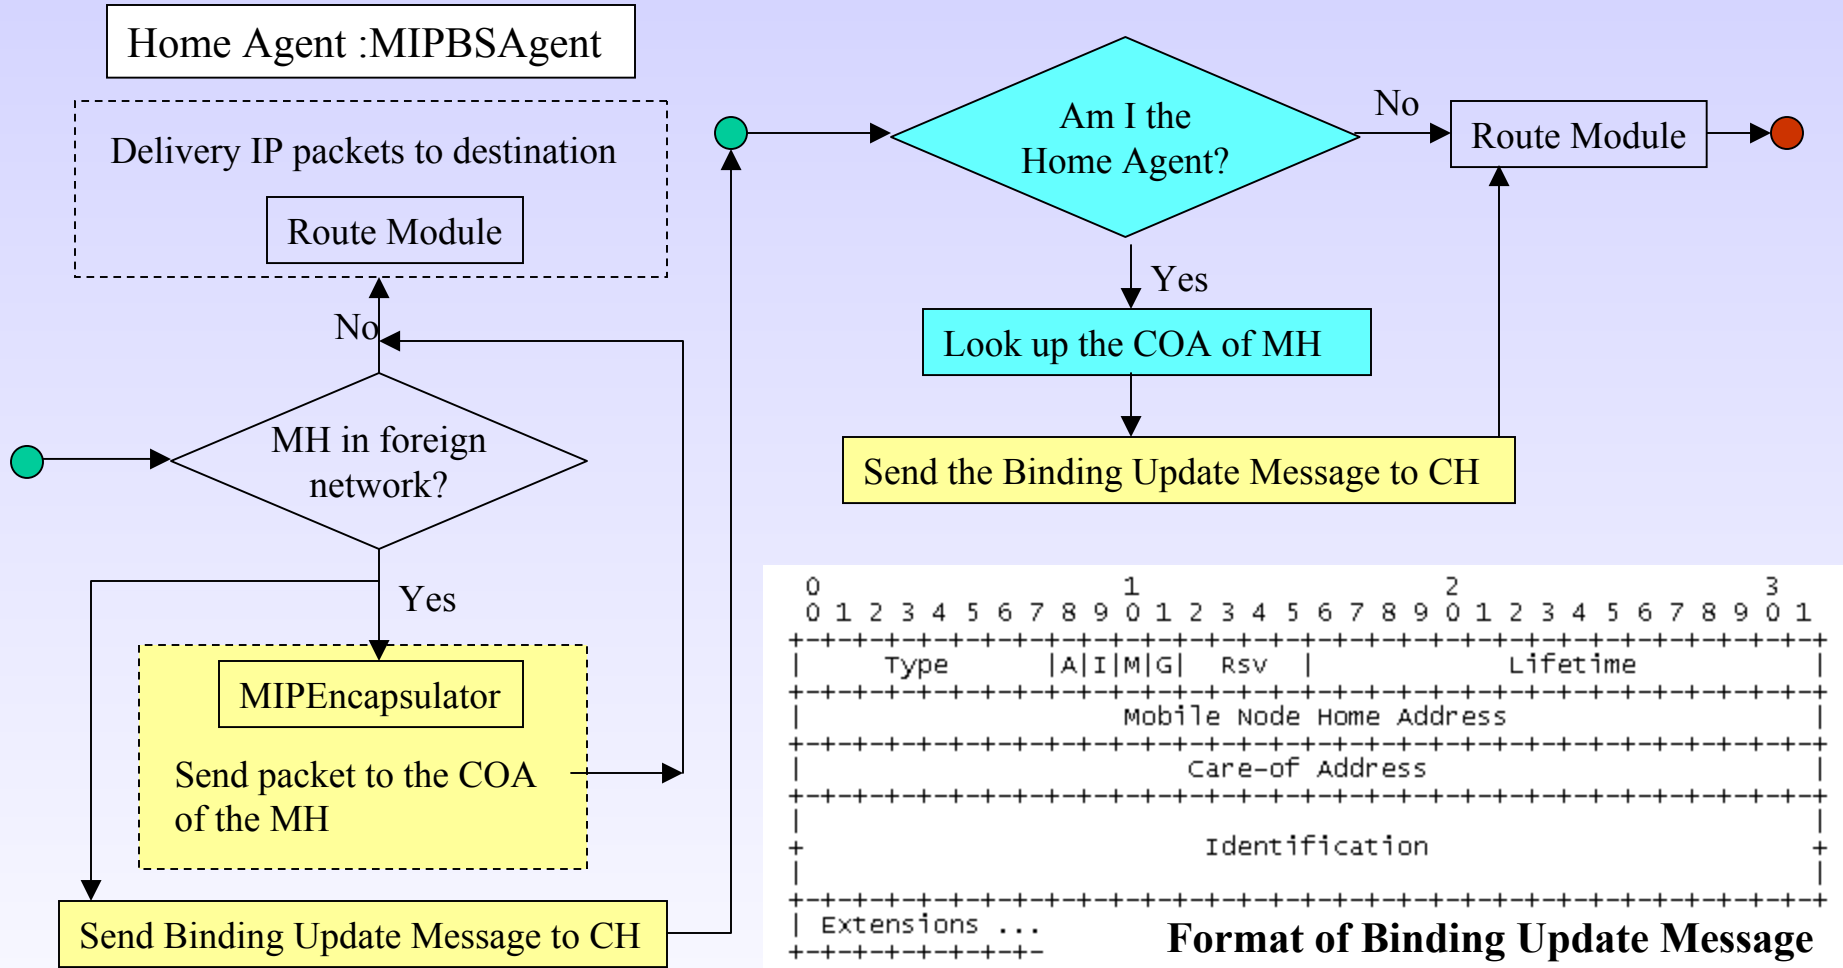 Home Agent :MIPBSAgent
Delivery IP packets to destination
Route Module
No
MH in foreign
network?
Yes
MIPEncapsulator
Send packet to the COA
of the MH
Send Binding Update Message to CH
Am I the
Home Agent?
No
Route Module
Yes
Look up the COA of MH
Send the Binding Update Message to CH
0 1 2 3
0 1 2 3 4 5 6 7 8 9 0 1 2 3 4 5 6 7 8 9 0 1 2 3 4 5 6 7 8 9 0 1
+-+-+-+-+-+-+-+-+-+-+-+-+-+-+-+-+-+-+-+-+-+-+-+-+-+-+-+-+-+-+-+-+
| Type |A|I|M|G| Rsv | Lifetime |
+-+-+-+-+-+-+-+-+-+-+-+-+-+-+-+-+-+-+-+-+-+-+-+-+-+-+-+-+-+-+-+-+
| Mobile Node Home Address |
+-+-+-+-+-+-+-+-+-+-+-+-+-+-+-+-+-+-+-+-+-+-+-+-+-+-+-+-+-+-+-+-+
| Care-of Address |
+-+-+-+-+-+-+-+-+-+-+-+-+-+-+-+-+-+-+-+-+-+-+-+-+-+-+-+-+-+-+-+-+
| |
+ Identification +
| |
+-+-+-+-+-+-+-+-+-+-+-+-+-+-+-+-+-+-+-+-+-+-+-+-+-+-+-+-+-+-+-+-+
| Extensions ...
+-+-+-+-+-+-+-+-
Format of Binding Update Message